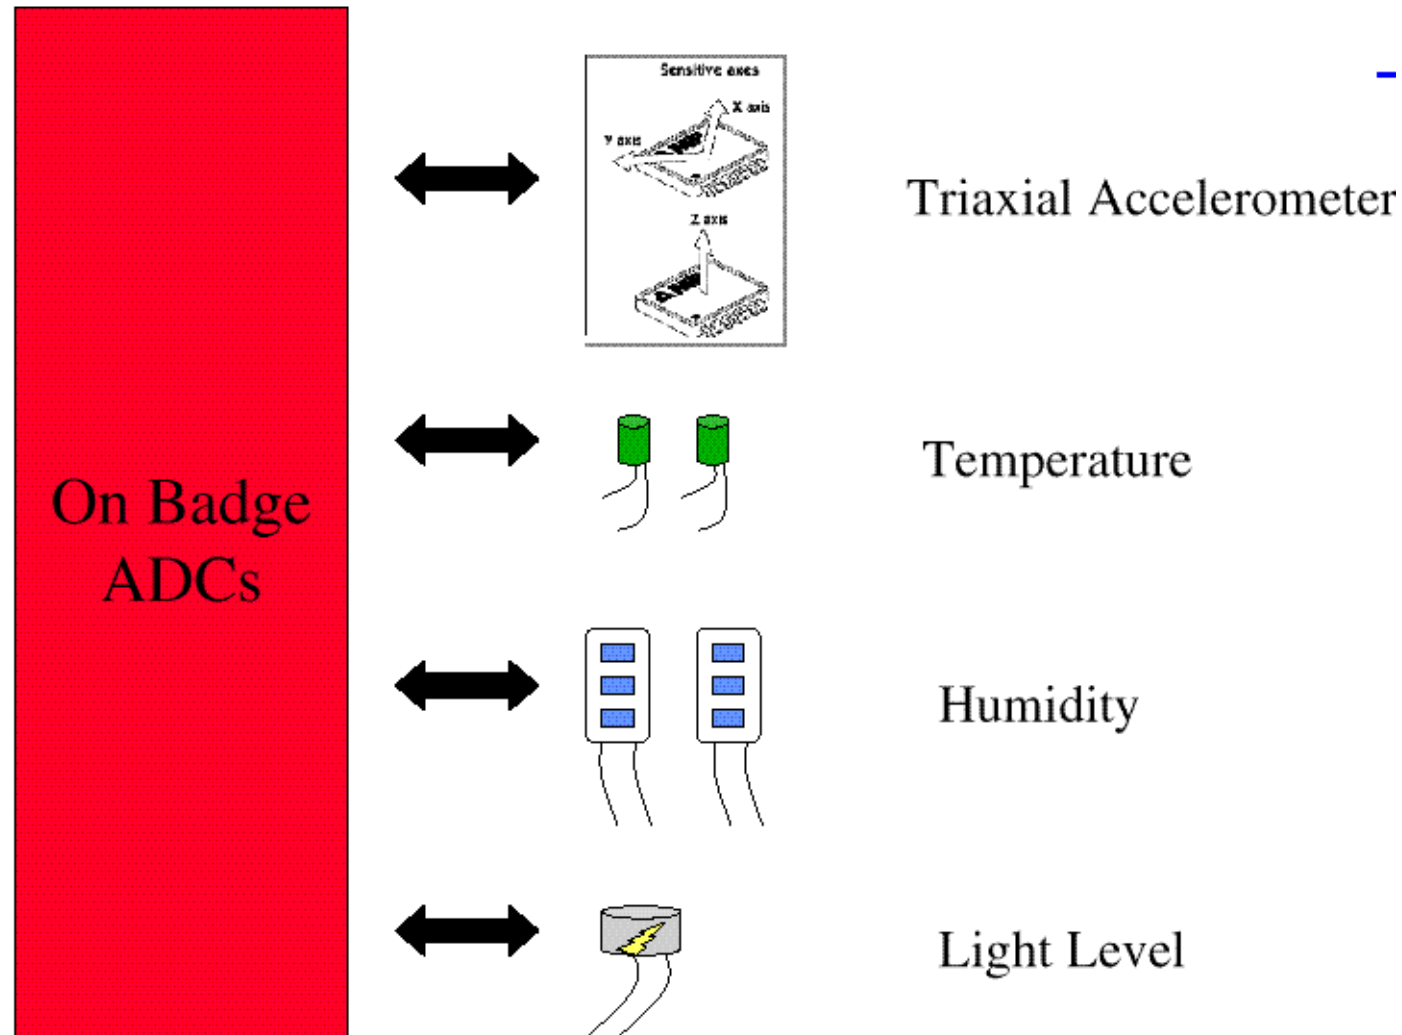 Sensitive axes
X axis
Y axis
Z axis
Triaxial Accelerometer
Temperature
On Badge
ADCs
Humidity
Light Level